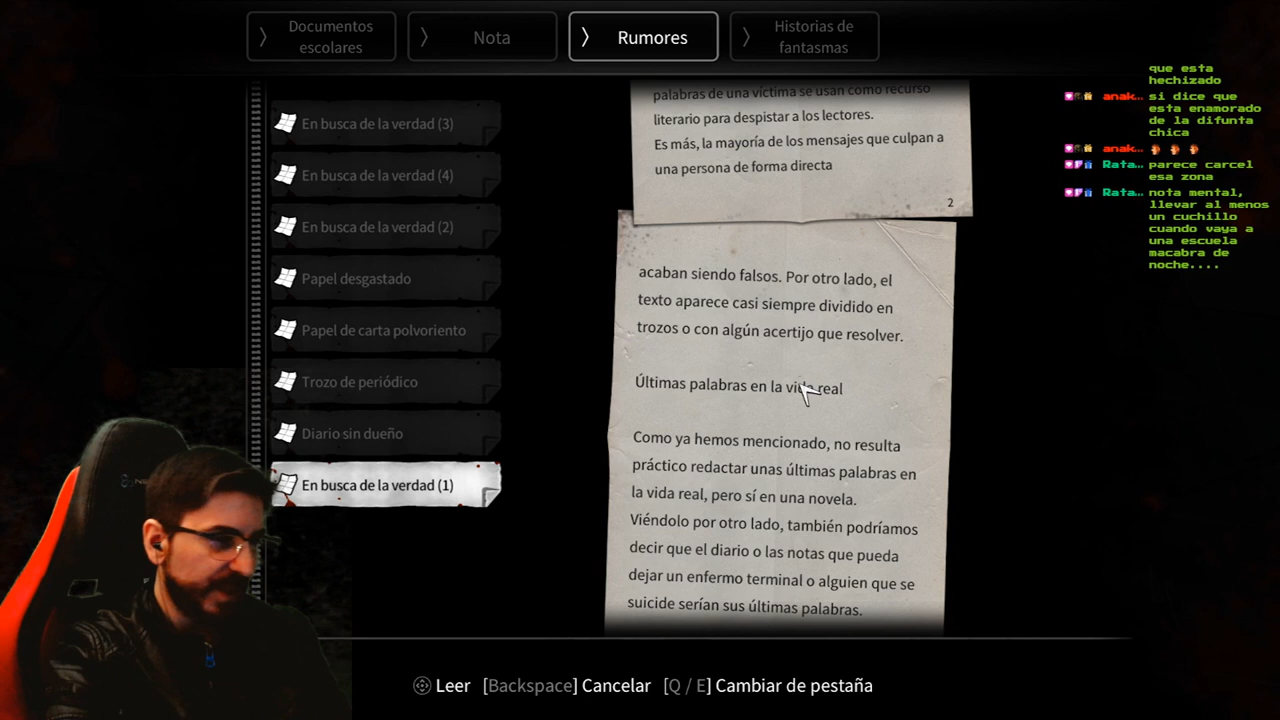 Documentos
escolares
Nota
Rumores
Historias de
fantasmas
En busca de la verdad (3)
En busca de la verdad (4)
En busca de la verdad (2)
Papel desgastado
Papel de carta polvoriento
Trozo de periódico
Diario sin dueño
En busca de la verdad (1)
palabras de una víctima se usan como recurso
literario para despistar a los lectores.
Es más, la mayoría de los mensajes que culpan a
una persona de forma directa
2
acaban siendo falsos. Por otro lado, el
texto aparece casi siempre dividido en
trozos o con algún acertijo que resolver.
Últimas palabras en la vida real
Como ya hemos mencionado, no resulta
práctico redactar unas últimas palabras en
la vida real, pero sí en una novela.
Viéndolo por otro lado, también podríamos
decir que el diario o las notas que pueda
dejar un enfermo terminal o alguien que se
suicide serían sus últimas palabras.
que esta
hechizado
anak... si dice que
esta enamorado
de la difunta
chica
anak...
Rata... parece carcel
esa zona
Rata... nota mental,
llevar al menos
un cuchillo
cuando vaya a
una escuela
macabra de
noche....
Leer [Backspace] Cancelar [Q / E] Cambiar de pestaña